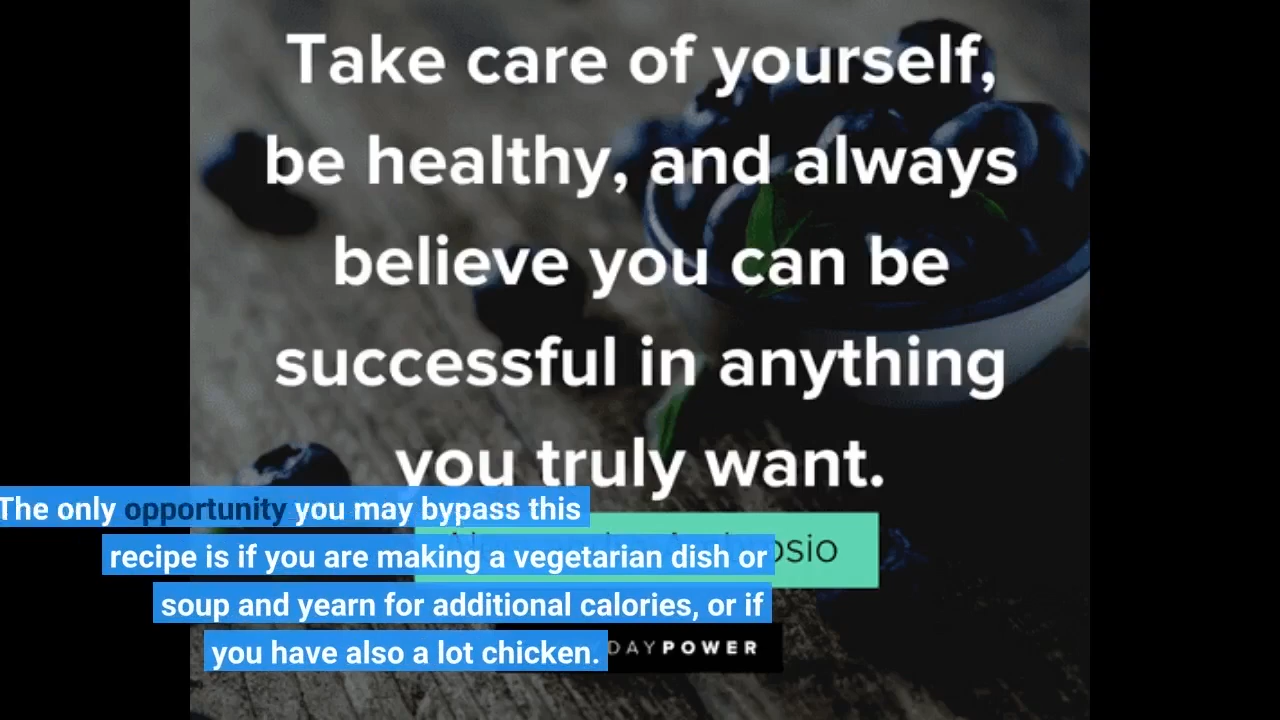 Take care of yourself,
be healthy, and always
believe you can be
successful in anything
you truly want.
The only opportunity you may bypass this
recipe is if you are making a vegetarian dish or
soup and yearn for additional calories, or if
you have also a lot chicken.
POWER